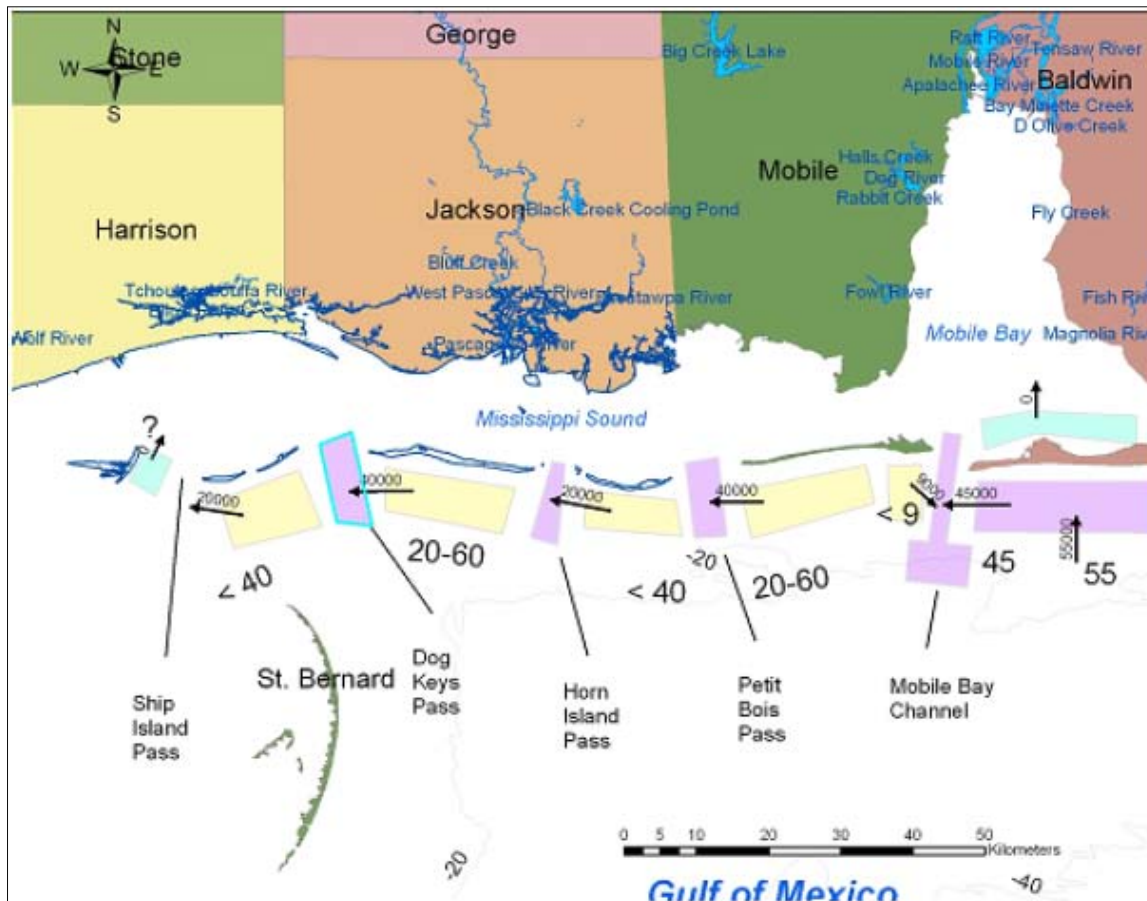 N
W
E
S
Stone
George
Big Creek Lake
Raft River
Tensaw River
Mobile River
Apalachee River
Baldwin
Bay Minette Creek
D Olive Creek
Halls Creek
Dog River
Rabbit Creek
Mobile
Harrison
Jackson
Black Creek Cooling Pond
Fly Creek
Bluff Creek
Fowl River
Fish Riv
Wolf River
Mobile Bay
Magnolia Riv
Mississippi Sound
?
0
20000
40000
20000
40000
9000
45000
55000
< 40
20-60
< 40
-20
20-60
< 9
45
55
St. Bernard
Ship
Island
Pass
Dog
Keys
Pass
Horn
Island
Pass
Petit
Bois
Pass
Mobile Bay
Channel
0 5 10 20 30 40 50
Kilometers
-20
-40
Gulf of Mexico